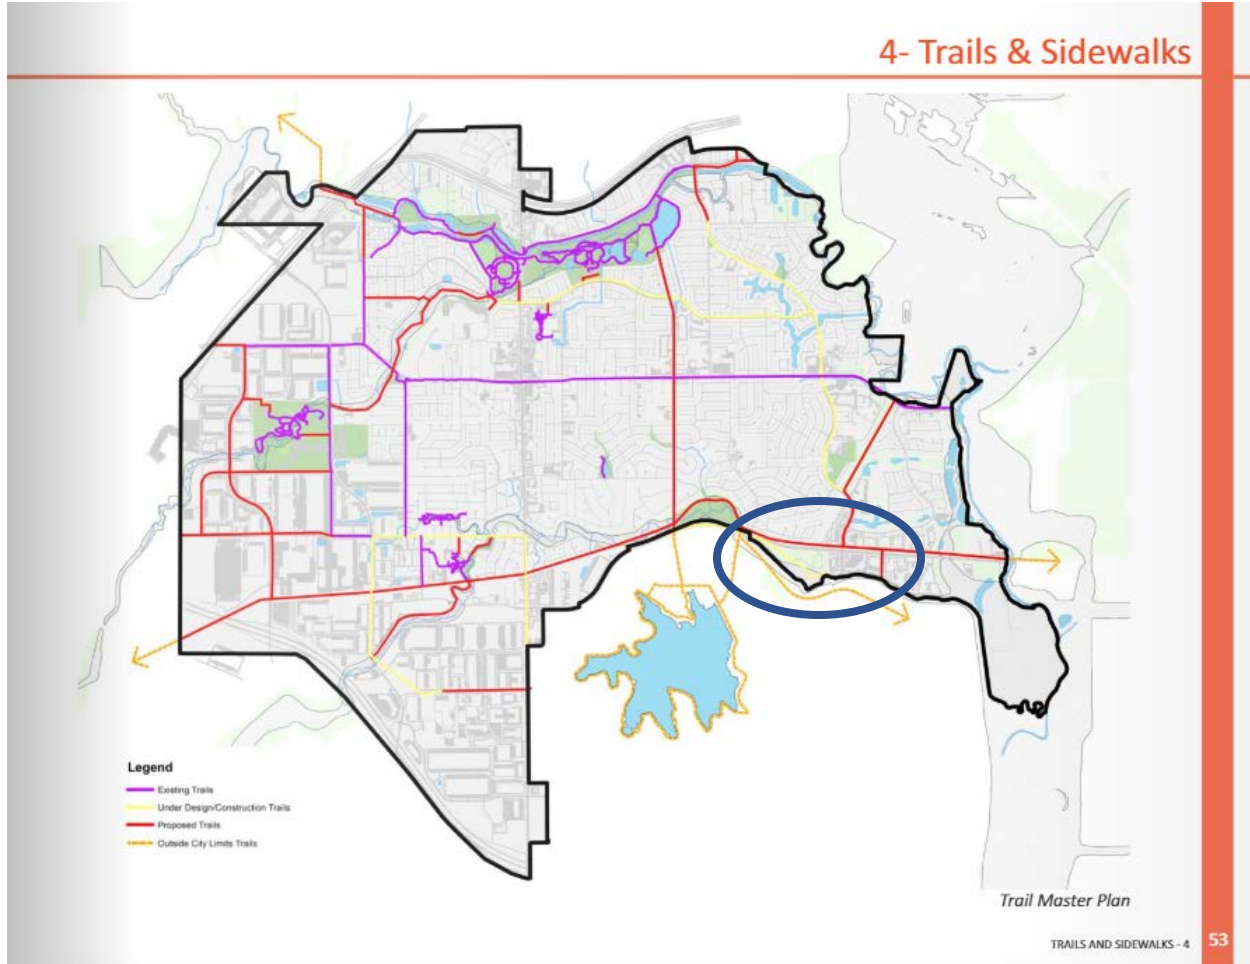 4- Trails & Sidewalks
Legend
Existing Trails
Under Design/Construction Trails
Proposed Trails
Outside City Limits Trails
Trail Master Plan
TRAILS AND SIDEWALKS - 4
53